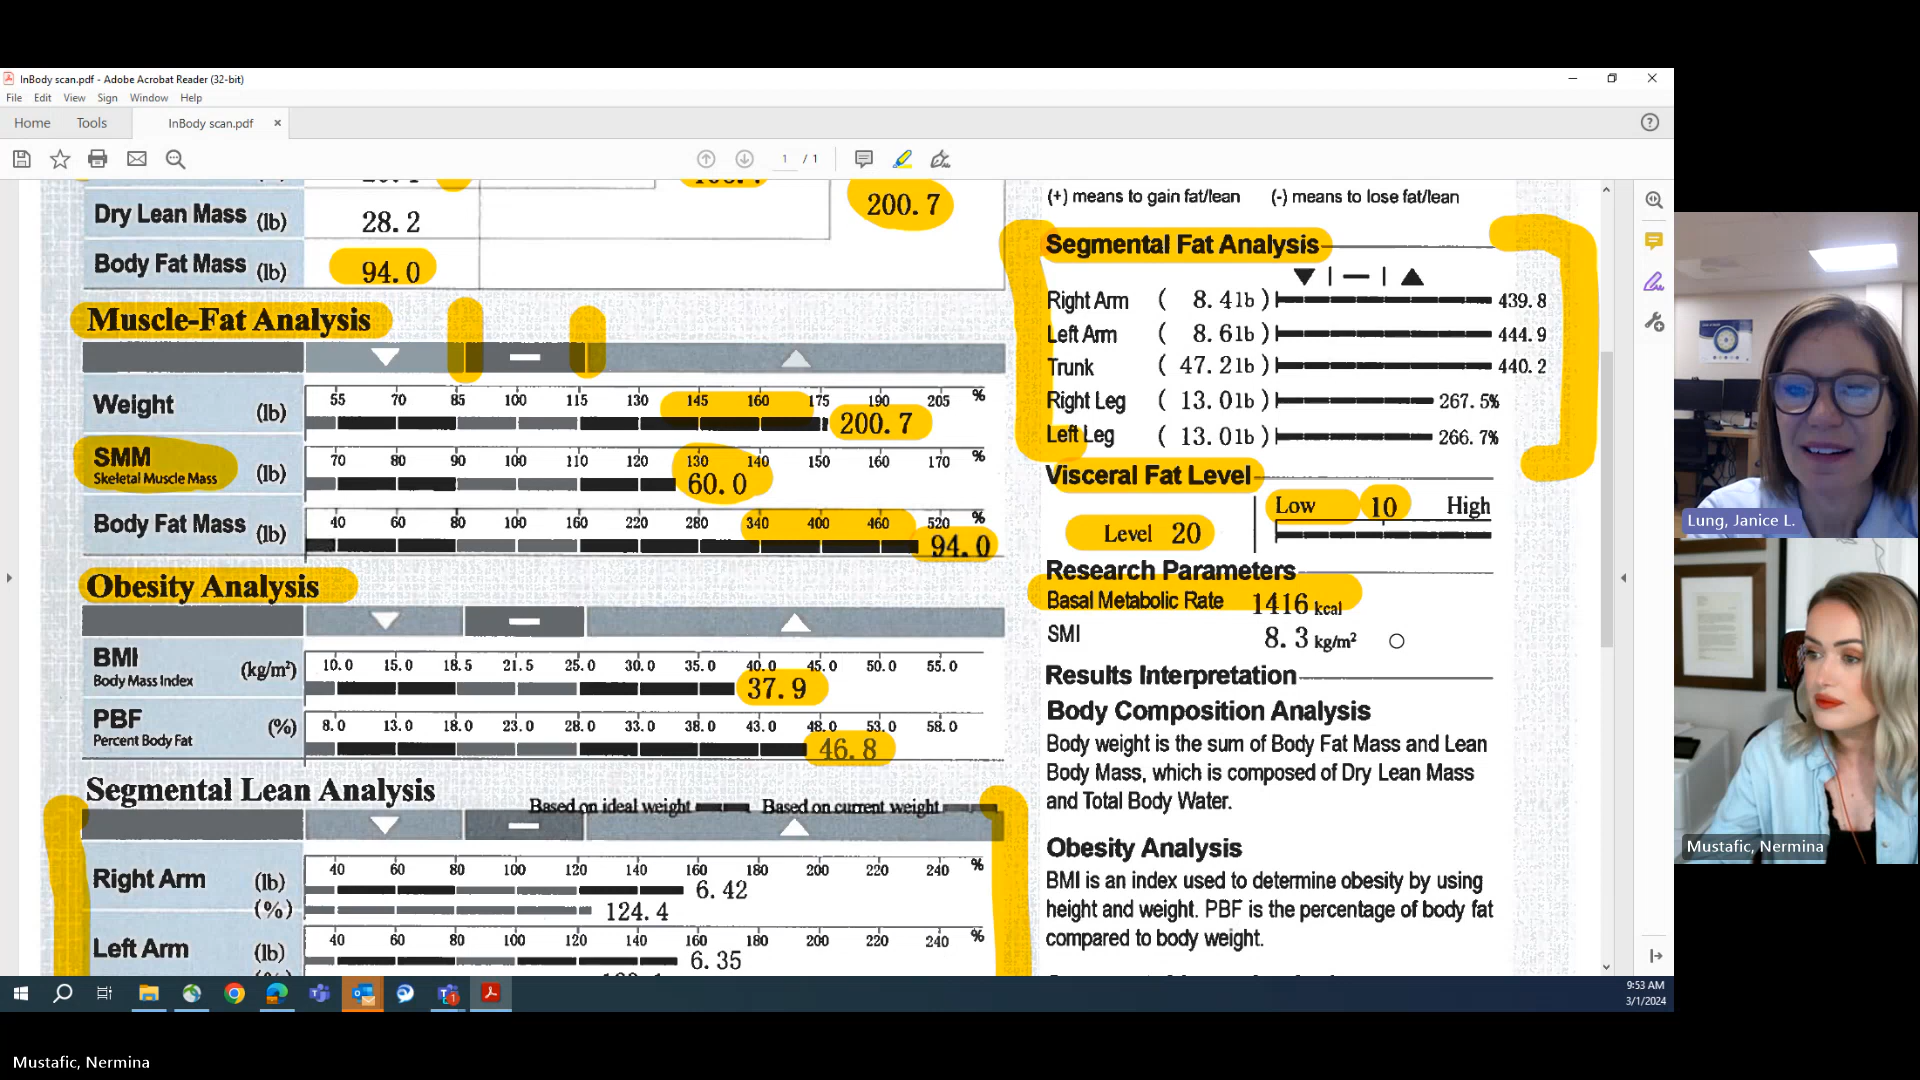 InBody scan.pdf - Adobe Acrobat Reader (32-bit)
File Edit View Sign Window Help
Home Tools InBody scan.pdf ×
1 / 1
Dry Lean Mass (lb) 28.2
200.7
Body Fat Mass (lb) 94.0
Muscle-Fat Analysis
Weight (lb)
55 70 85 100 115 130 145 160 175 190 205 %
200.7
SMM (lb)
Skeletal Muscle Mass
70 80 90 100 110 120 130 140 150 160 170 %
60.0
Body Fat Mass (lb)
40 60 80 100 160 220 280 340 400 460 520 %
94.0
Obesity Analysis
BMI (kg/m²)
Body Mass Index
10.0 15.0 18.5 21.5 25.0 30.0 35.0 40.0 45.0 50.0 55.0
37.9
PBF (%)
Percent Body Fat
8.0 13.0 18.0 23.0 28.0 33.0 38.0 43.0 48.0 53.0 58.0
46.8
Segmental Lean Analysis
Based on ideal weight Based on current weight
Right Arm (lb)
(%)
40 60 80 100 120 140 160 180 200 220 240 %
6.42
124.4
Left Arm (lb)
40 60 80 100 120 140 160 180 200 220 240 %
6.35
(+) means to gain fat/lean (-) means to lose fat/lean
Segmental Fat Analysis
Right Arm ( 8.4lb ) 439.8
Left Arm ( 8.6lb ) 444.9
Trunk ( 47.2lb ) 440.2
Right Leg ( 13.0lb ) 267.5%
Left Leg ( 13.0lb ) 266.7%
Visceral Fat Level
Low 10 High
Level 20
Research Parameters
Basal Metabolic Rate 1416 kcal
SMI 8.3 kg/m²
Results Interpretation
Body Composition Analysis
Body weight is the sum of Body Fat Mass and Lean
Body Mass, which is composed of Dry Lean Mass
and Total Body Water.
Obesity Analysis
BMI is an index used to determine obesity by using
height and weight. PBF is the percentage of body fat
compared to body weight.
Lung, Janice L.
Mustafic, Nermina
9:53 AM
3/1/2024
Mustafic, Nermina